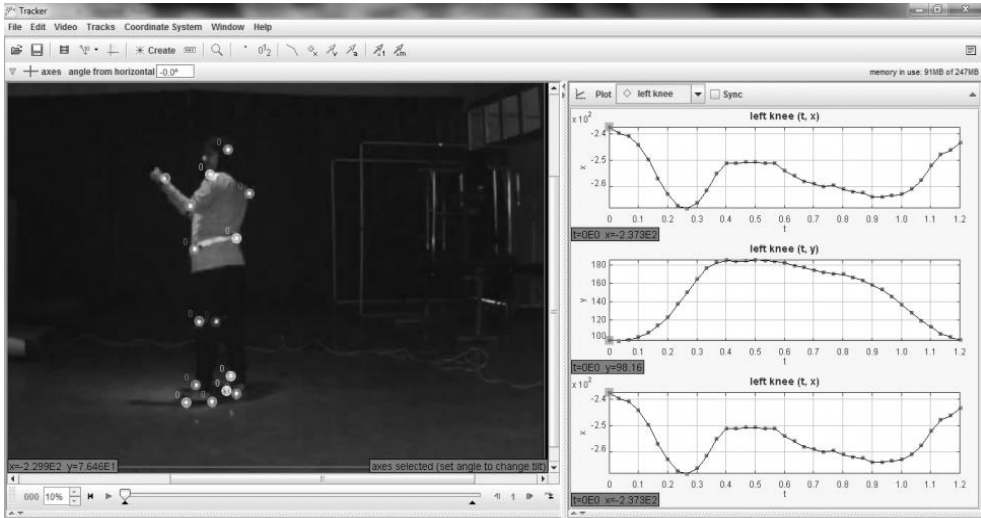 Tracker
File Edit Video Tracks Coordinate System Window Help
Create
axes angle from horizontal -0.0°
memory in use: 91MB of 247MB
Plot left knee Sync
left knee (t, x)
x10²
-2.4
-2.5
-2.6
x
0 0.1 0.2 0.3 0.4 0.5 0.6 0.7 0.8 0.9 1.0 1.1 1.2
t
t=0E0 x=-2.373E2
left knee (t, y)
180
160
140
120
100
y
0 0.1 0.2 0.3 0.4 0.5 0.6 0.7 0.8 0.9 1.0 1.1 1.2
t
t=0E0 y=98.16
left knee (t, x)
x10²
-2.4
-2.5
-2.6
x
0 0.1 0.2 0.3 0.4 0.5 0.6 0.7 0.8 0.9 1.0 1.1 1.2
t
t=0E0 x=-2.373E2
x=-2.299E2 y=7.646E1
axes selected (set angle to change tilt)
000 10% 1